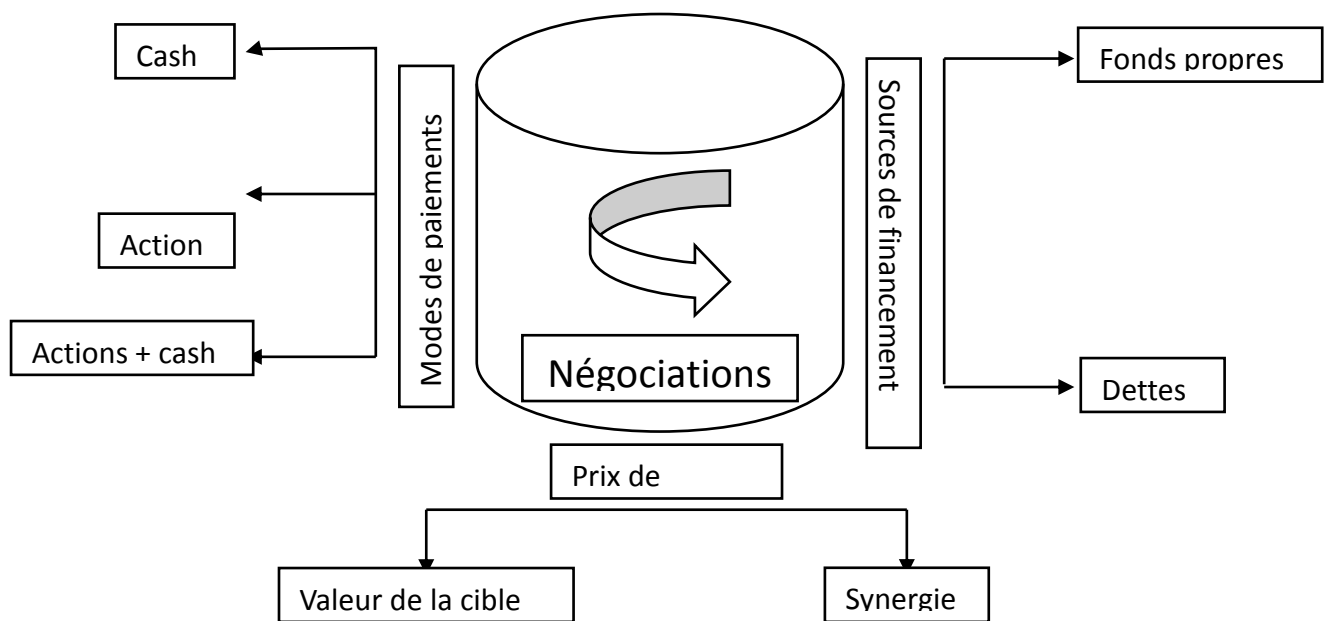 Cash
Fonds propres
Modes de paiements
Sources de financement
Action
Actions + cash
Négociations
Dettes
Prix de
Valeur de la cible
Synergie